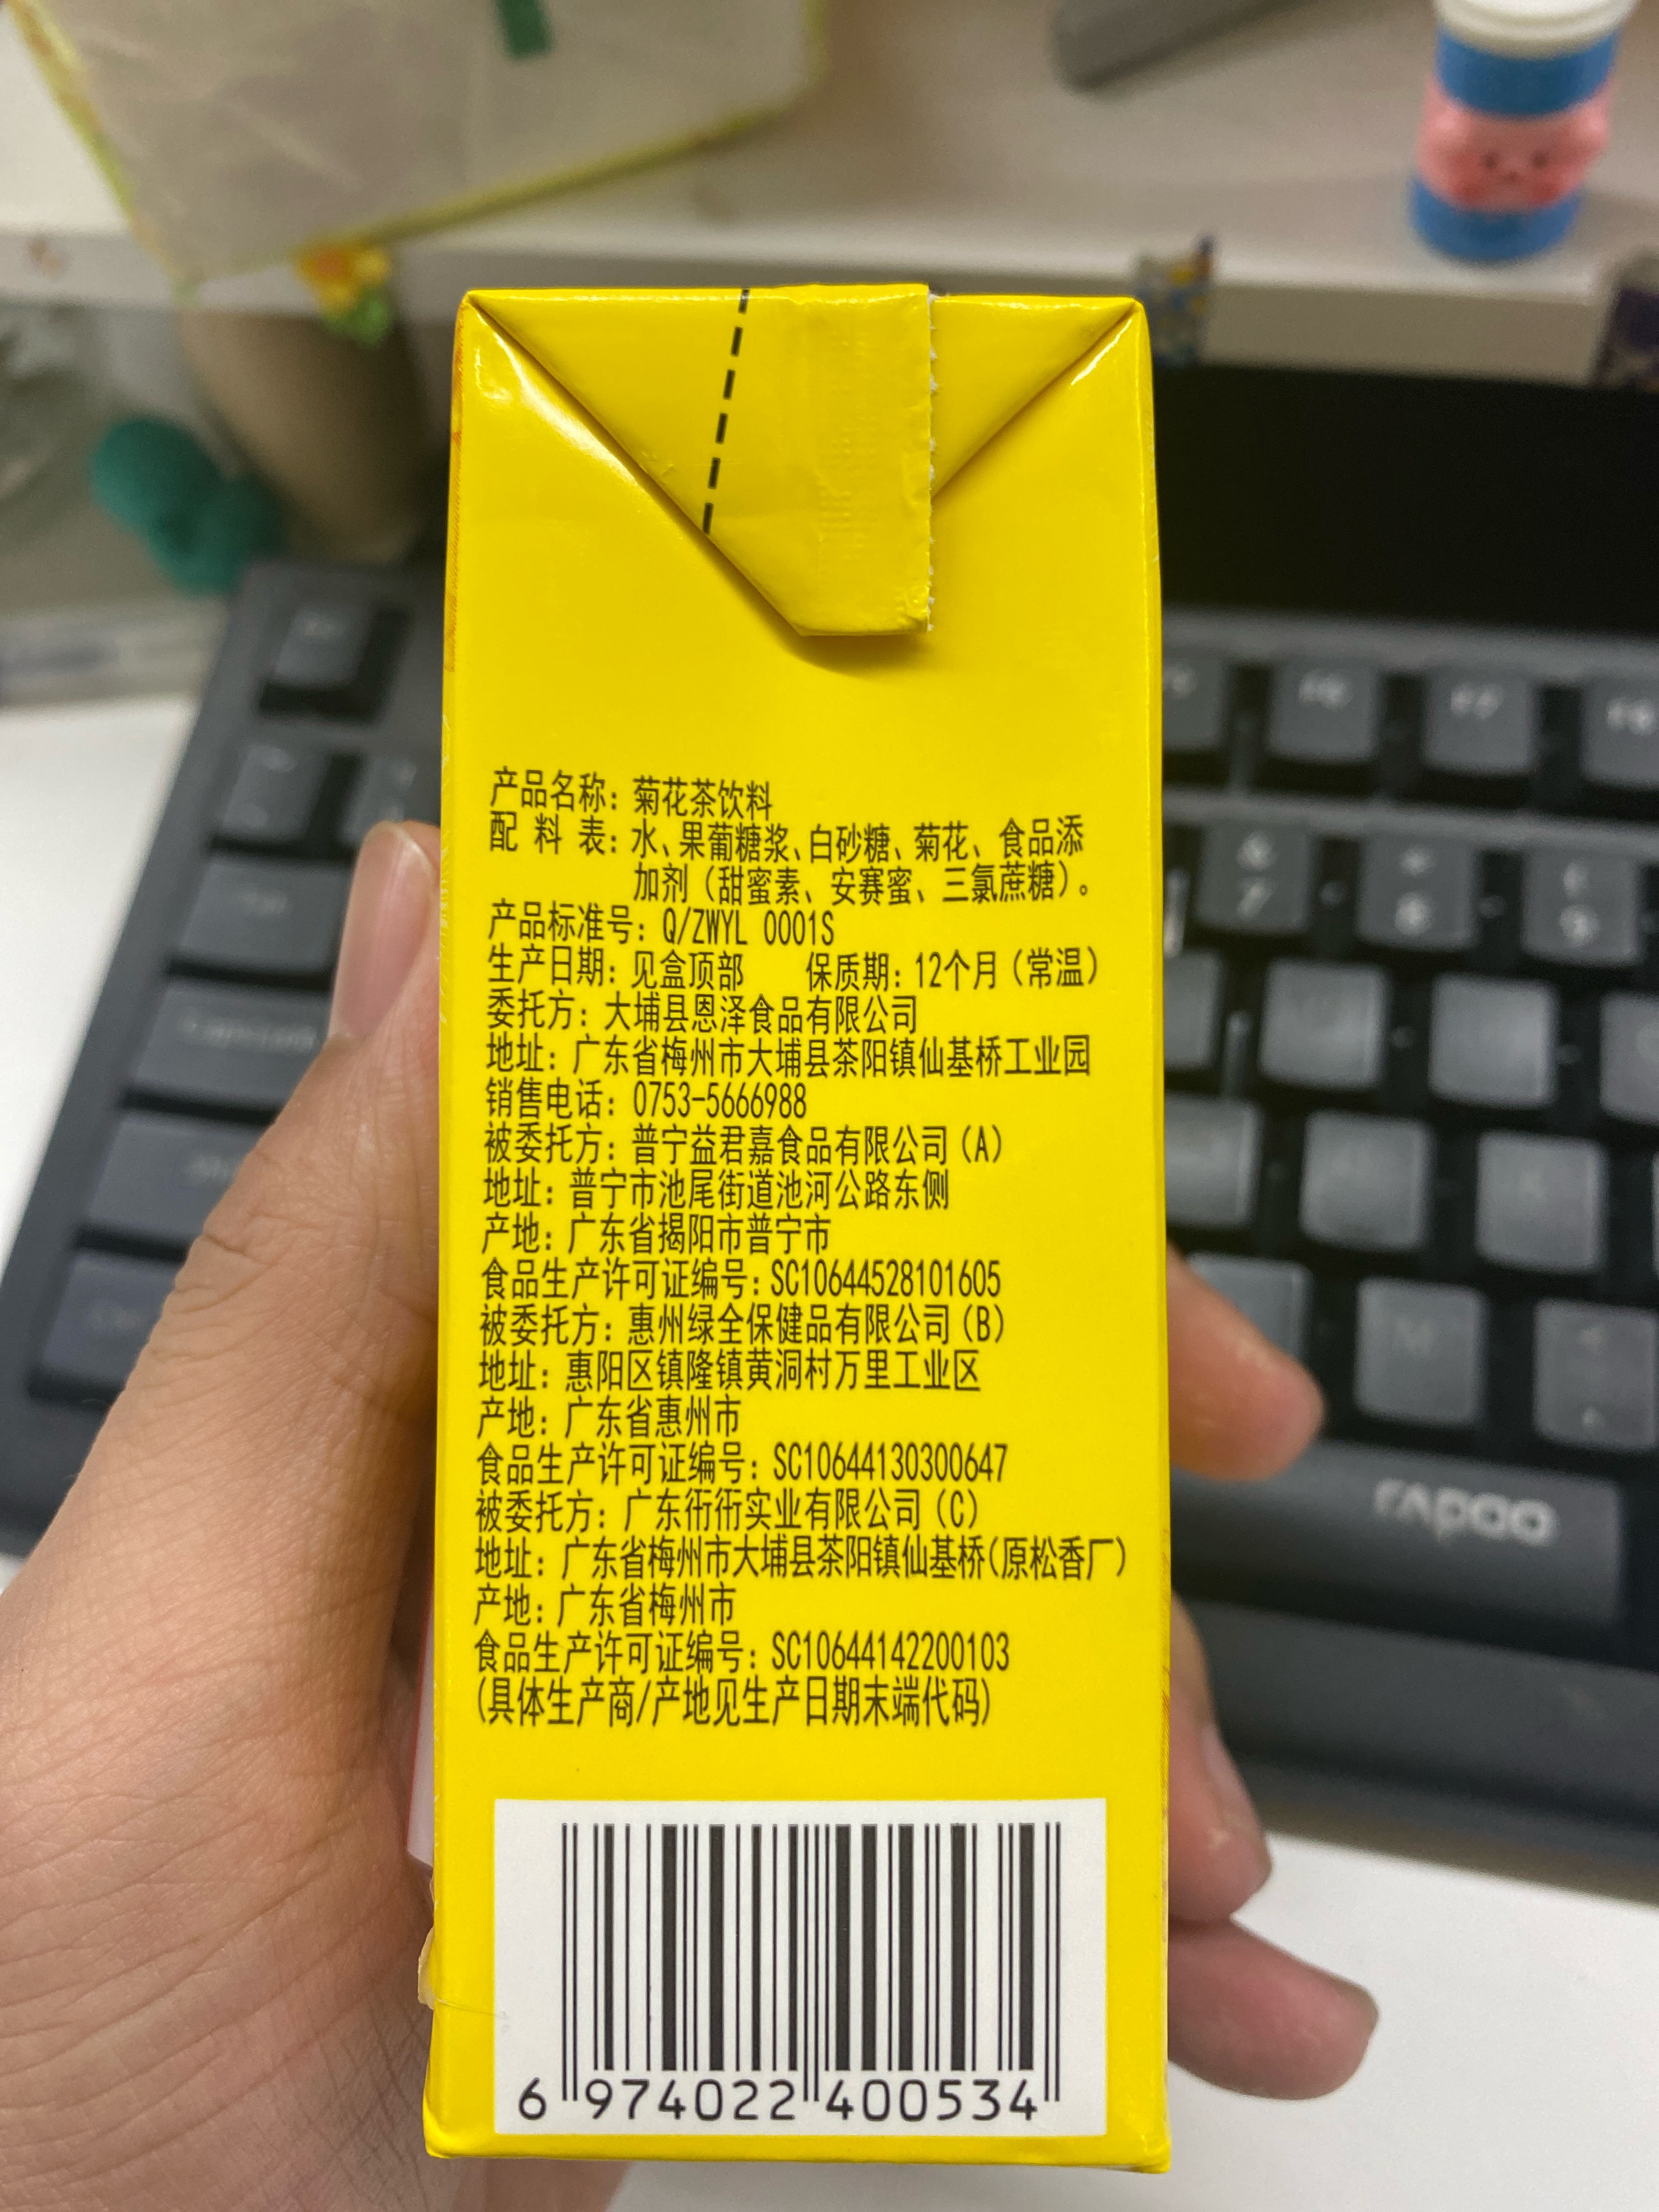 产品名称：菊花茶饮料
配料表：水、果葡糖浆、白砂糖、菊花、食品添
加剂（甜蜜素、安赛蜜、三氯蔗糖）。
产品标准号：Q/ZWYL 0001S
生产日期：见盒顶部 保质期：12个月（常温）
委托方：大埔县恩泽食品有限公司
地址：广东省梅州市大埔县茶阳镇仙基桥工业园
销售电话：0753-5666988
被委托方：普宁益君嘉食品有限公司（A）
地址：普宁市池尾街道池河公路东侧
产地：广东省揭阳市普宁市
食品生产许可证编号：SC10644528101605
被委托方：惠州绿全保健品有限公司（B）
地址：惠阳区镇隆镇黄洞村万里工业区
产地：广东省惠州市
食品生产许可证编号：SC10644130300647
被委托方：广东衎衎实业有限公司（C）
地址：广东省梅州市大埔县茶阳镇仙基桥（原松香厂）
产地：广东省梅州市
食品生产许可证编号：SC10644142200103
（具体生产商/产地见生产日期末端代码）
6 974022 400534
F6
F7
F8
&
7
8
9
rapoo